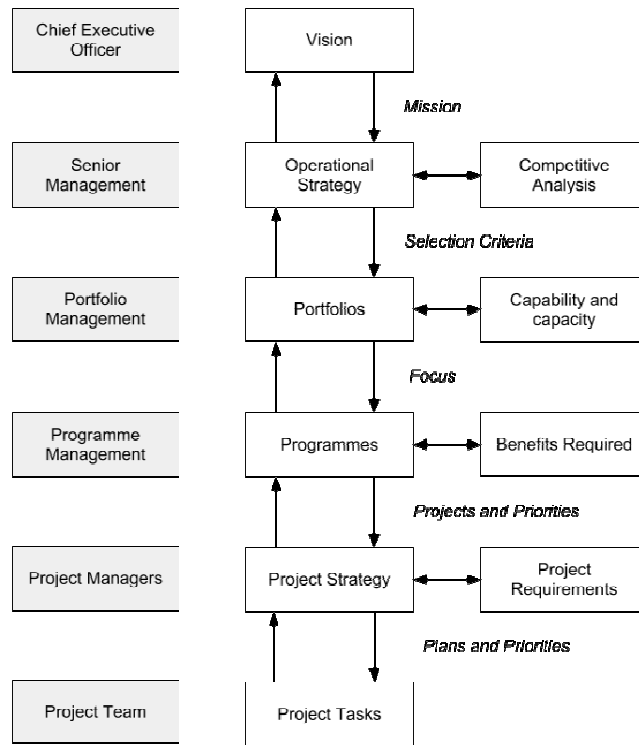 Chief Executive
Officer
Vision
Mission
Senior
Management
Operational
Strategy
Competitive
Analysis
Selection Criteria
Portfolio
Management
Portfolios
Capability and
capacity
Focus
Programme
Management
Programmes
Benefits Required
Projects and Priorities
Project Managers
Project Strategy
Project
Requirements
Plans and Priorities
Project Team
Project Tasks